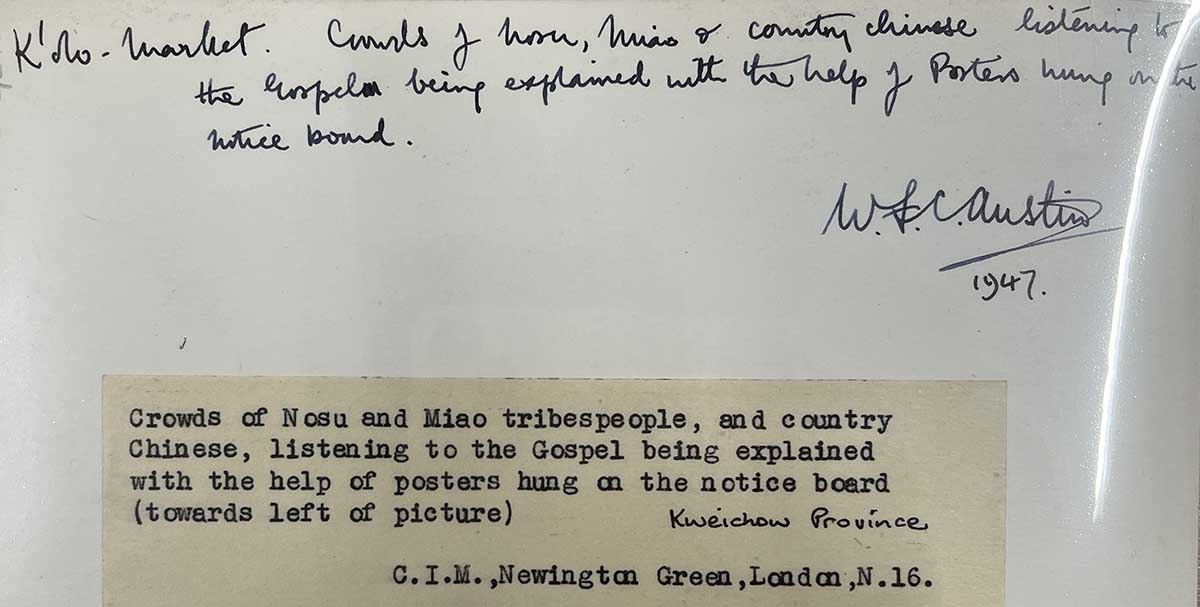 K'olo-Market. Crowds of Nosu, Miao & country chinese listening to
the Gospel being explained with the help of Posters hung on the
notice board.
W.F.C. Austin
1947.
Crowds of Nosu and Miao tribespeople, and country
Chinese, listening to the Gospel being explained
with the help of posters hung on the notice board
(towards left of picture) Kweichow Province
C.I.M.,Newington Green,London,N.16.